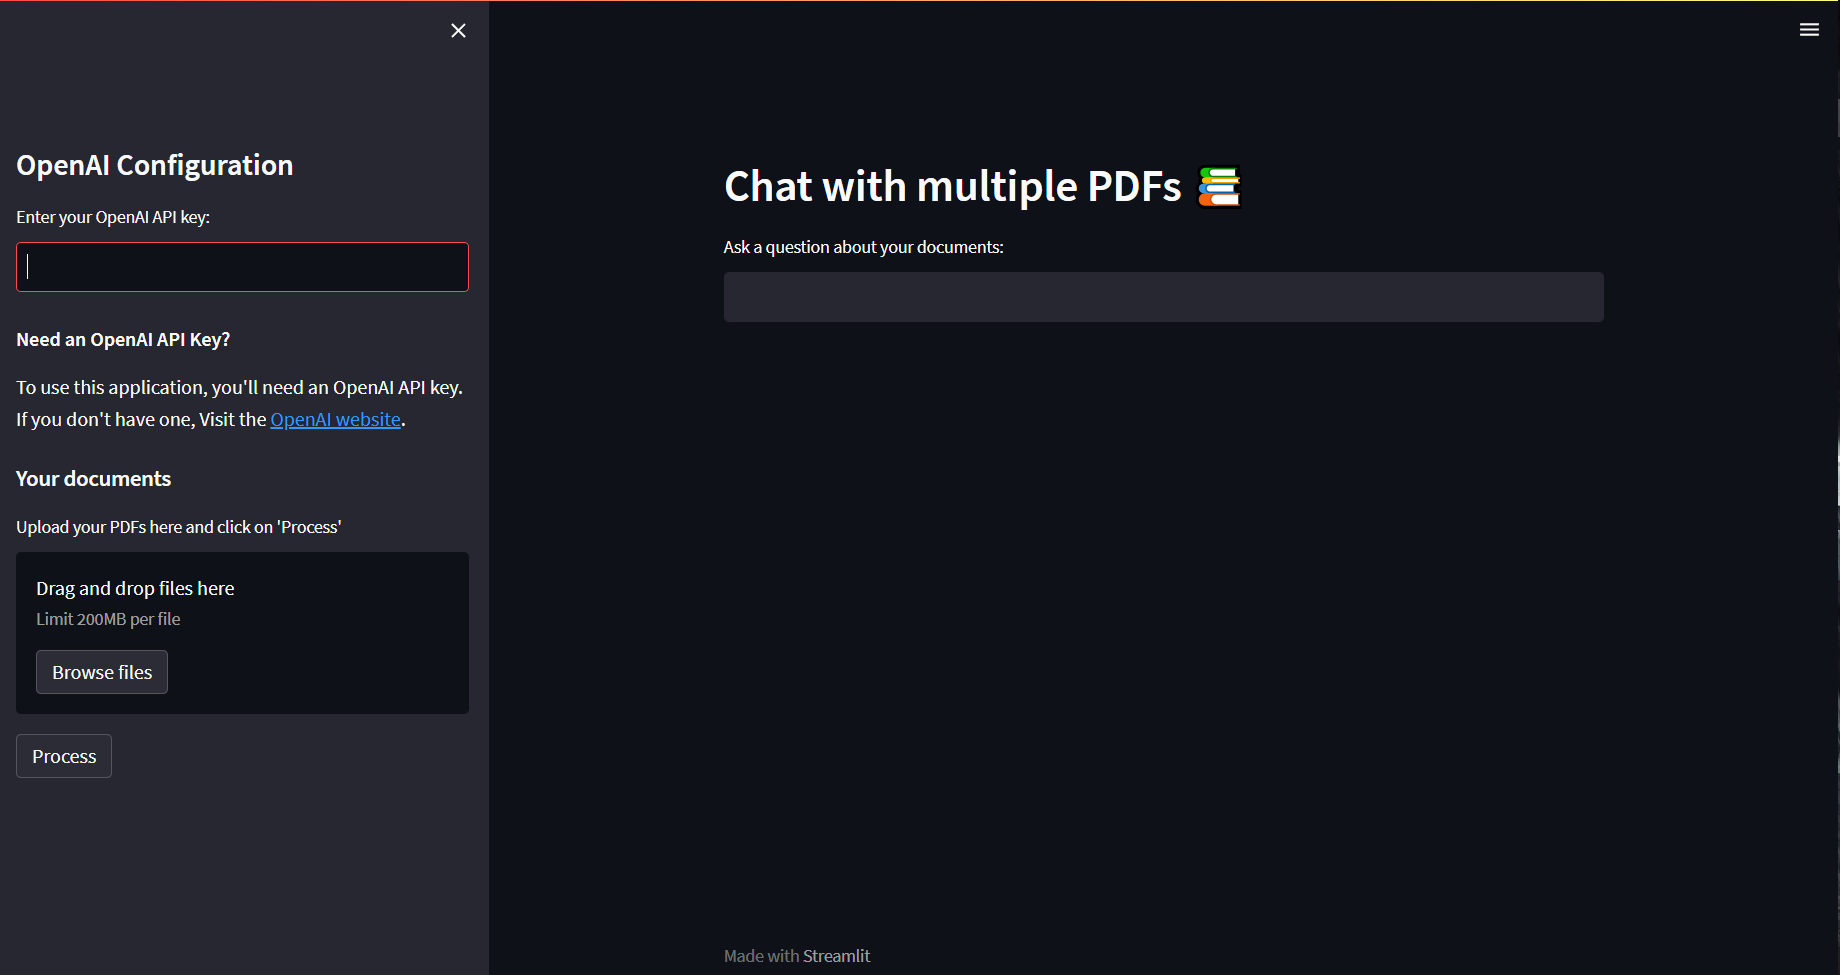 OpenAI Configuration
Enter your OpenAI API key:
Need an OpenAI API Key?
To use this application, you'll need an OpenAI API key.
If you don't have one, Visit the OpenAI website.
Your documents
Upload your PDFs here and click on 'Process'
Drag and drop files here
Limit 200MB per file
Browse files
Process
Chat with multiple PDFs
Ask a question about your documents:
Made with Streamlit